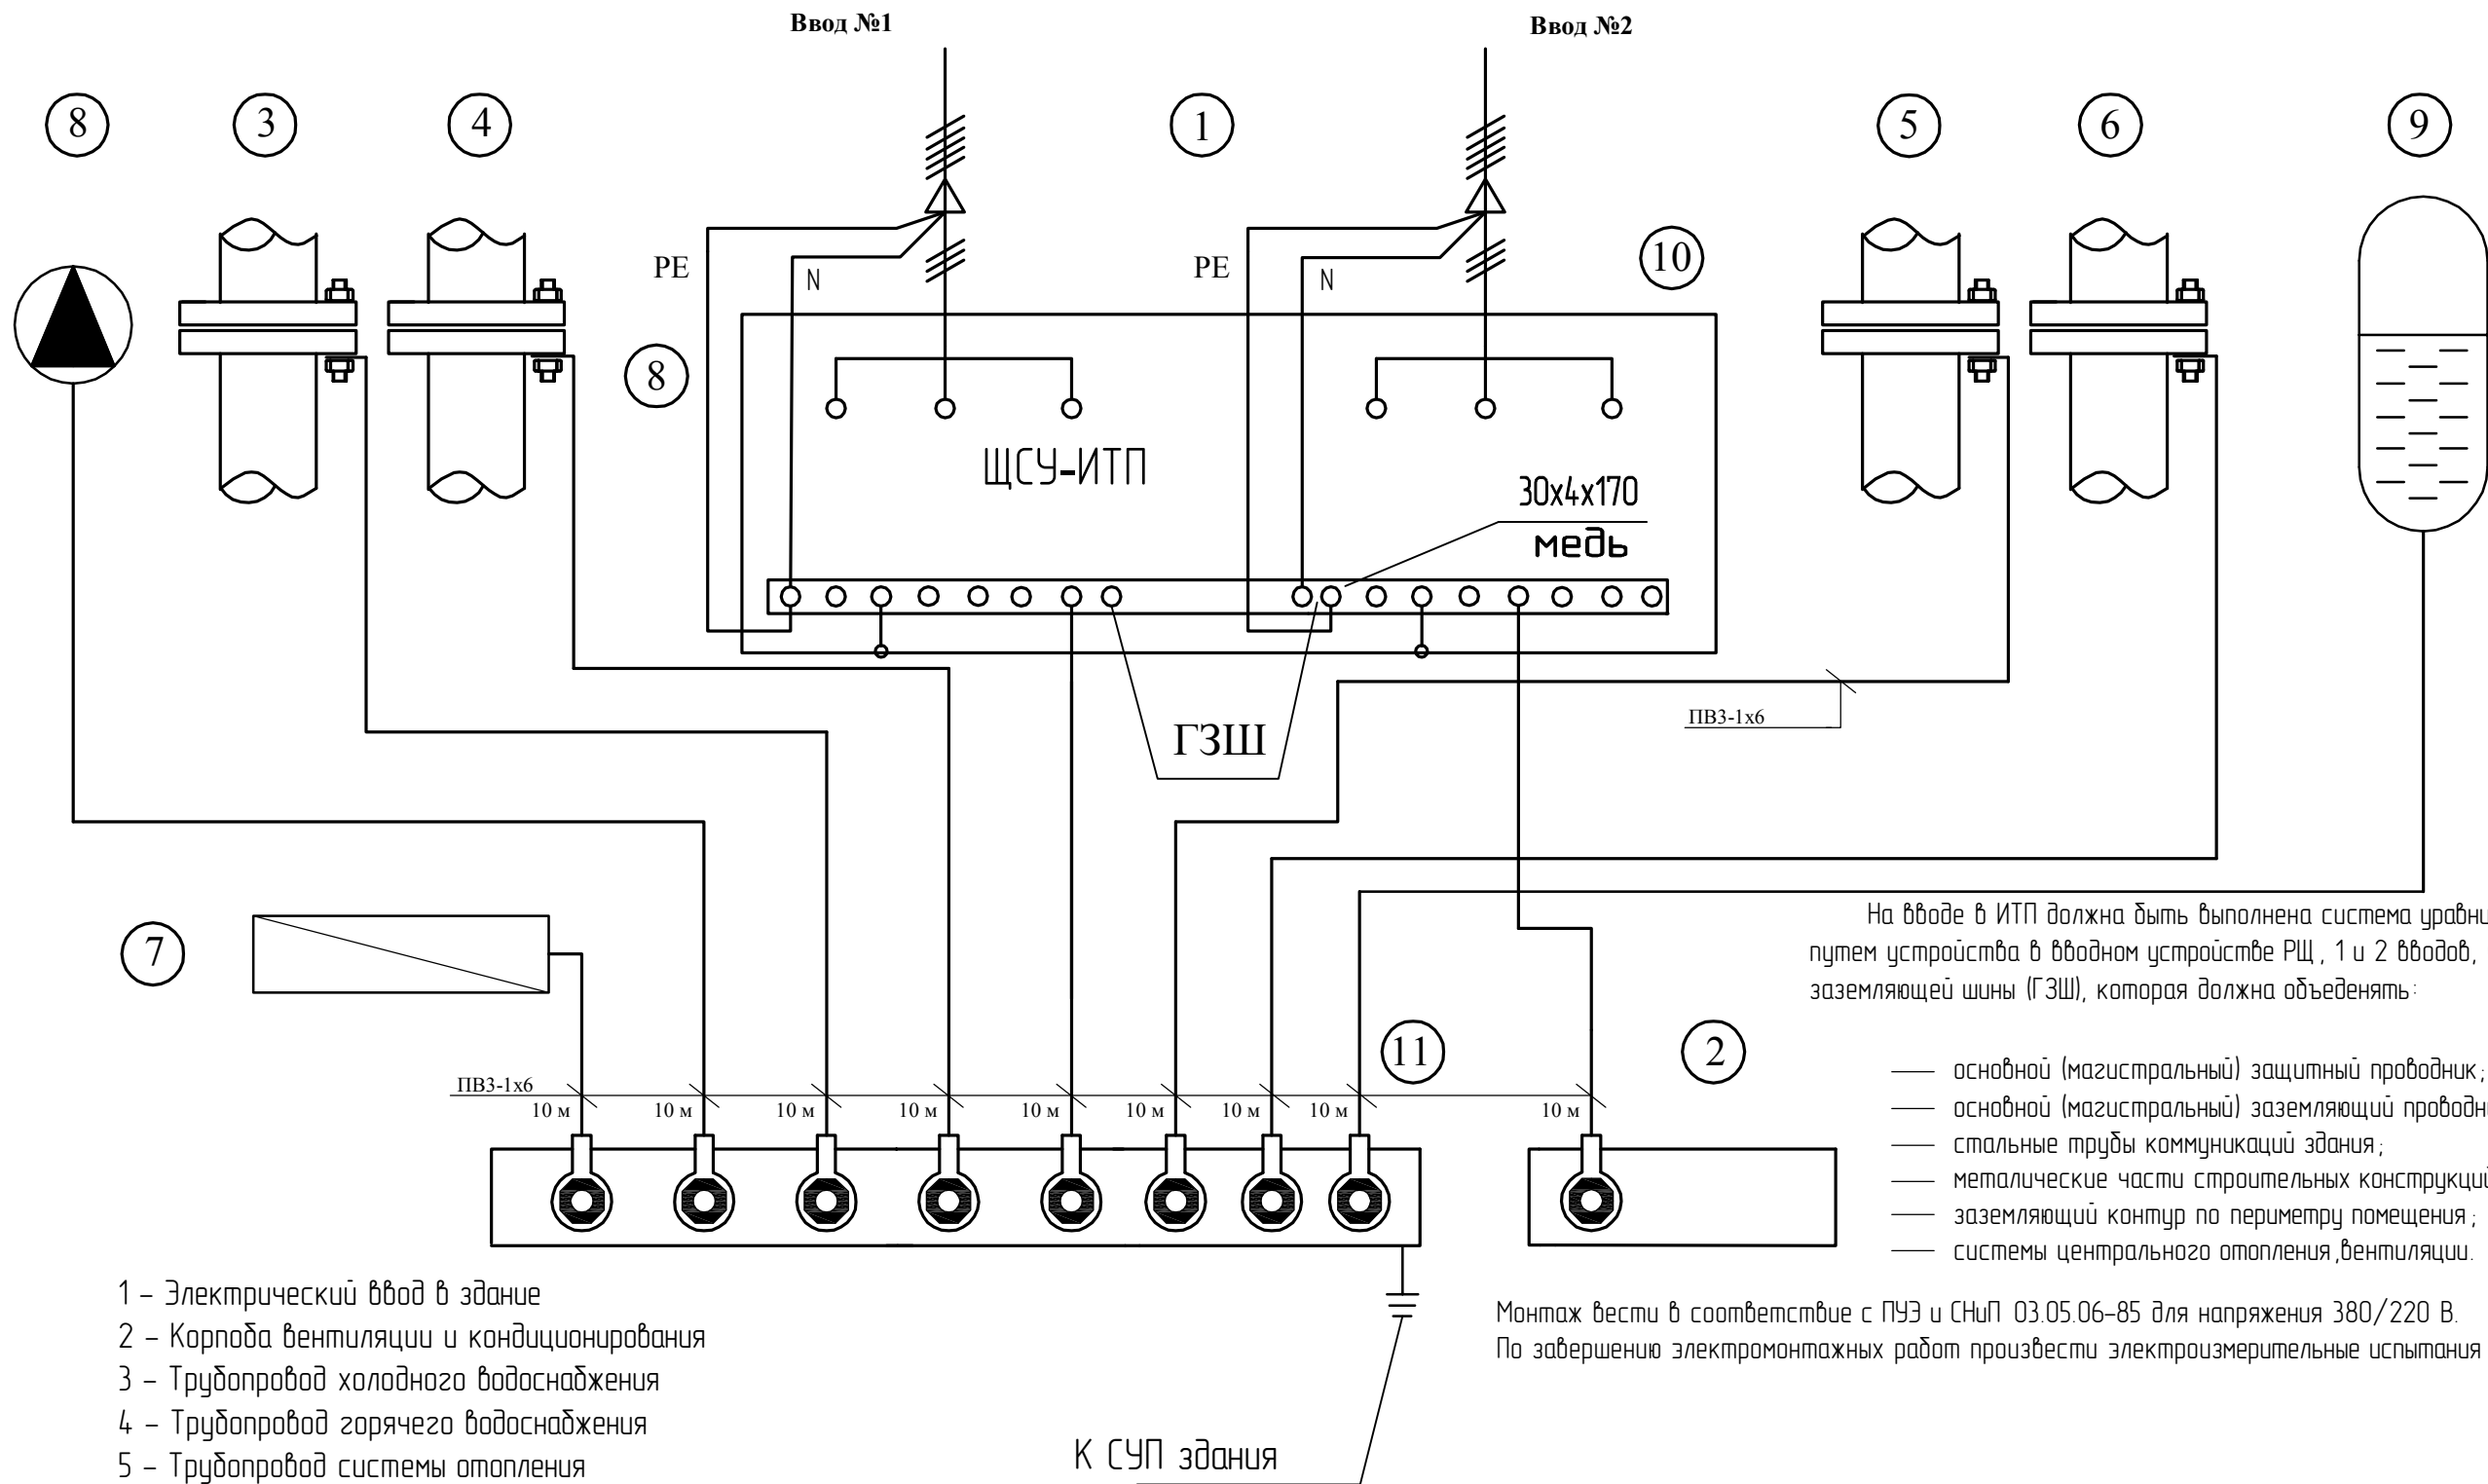 Ввод №1
Ввод №2
8
3
4
1
5
6
9
10
PE
N
PE
N
8
ЩСУ-ИТП
30x4x170
медь
ГЗШ
ПВ3-1x6
7
На вводе в ИТП должна быть выполнена система
путем устройства в вводном устройстве РЩ, 1 и 2 вводов,
заземляющей шины (ГЗШ), которая должна объеденять:
11
2
ПВ3-1x6
10 м 10 м 10 м 10 м 10 м 10 м 10 м 10 м 10 м
— основной (магистральный) защитный проводник;
— основной (магистральный) заземляющий
— стальные трубы коммуникаций здания;
— металические части строительных конструкций
— заземляющий контур по периметру помещения;
— системы центрального отопления,вентиляции.
1 – Электрический ввод в здание
2 – Корпоба вентиляции и кондиционирования
3 – Трубопровод холодного водоснабжения
4 – Трубопровод горячего водоснабжения
5 – Трубопровод системы отопления
Монтаж вести в соответствие с ПУЭ и СНиП 03.05.06–85 для напряжения 380/220 В.
По завершению электромонтажных работ произвести электроизмерительные испытания
К СУП здания